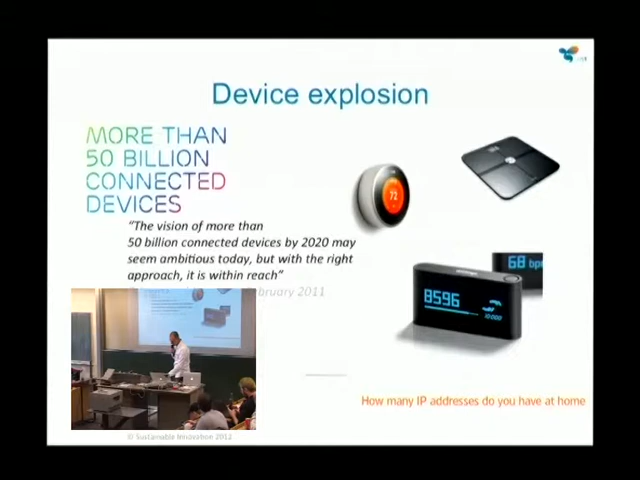 Device explosion
MORE THAN
50 BILLION
CONNECTED
DEVICES
"The vision of more than
50 billion connected devices by 2020 may
seem ambitious today, but with the right
approach, it is within reach"
February 2011
72
68 bpm
8596
10 000
How many IP addresses do you have at home
© Sustainable Innovation 2012